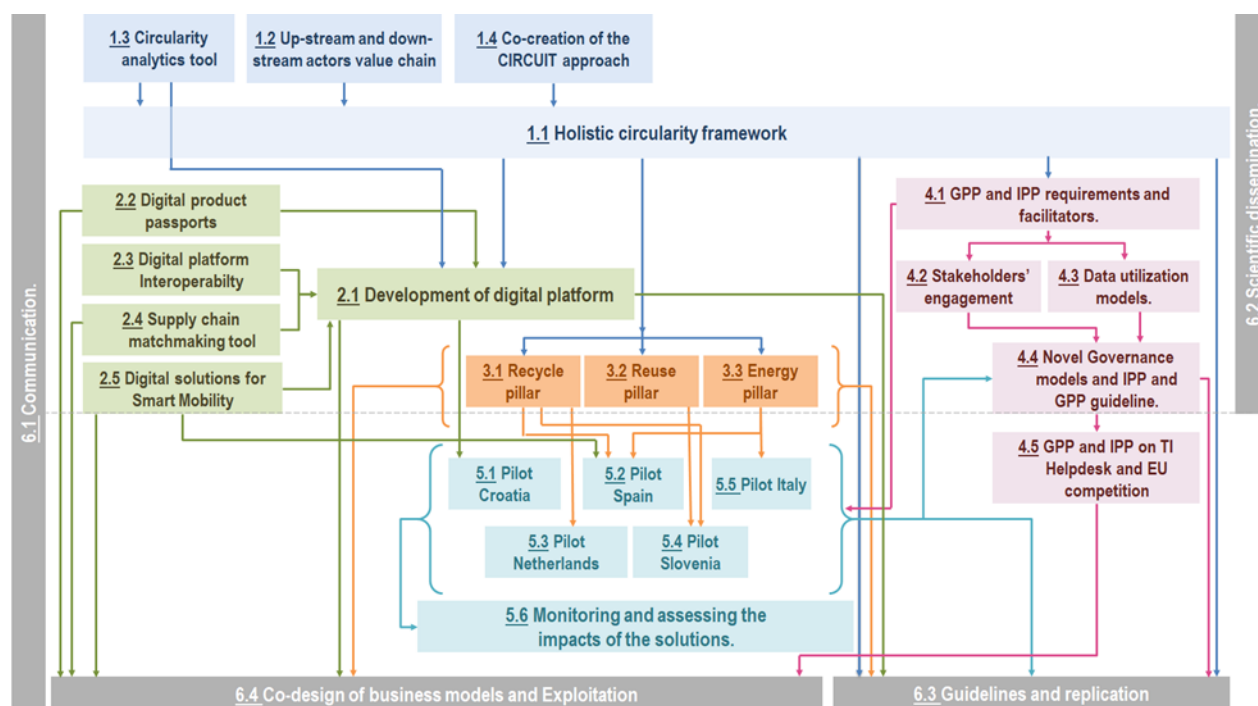 1.3 Circularity
analytics tool
1.2 Up-stream and down-
stream actors value chain
1.4 Co-creation of the
CIRCUIT approach
1.1 Holistic circularity framework
2.2 Digital product
passports
4.1 GPP and IPP requirements and
facilitators.
2.3 Digital platform
Interoperabilty
2.1 Development of digital platform
4.2 Stakeholders’
engagement
4.3 Data utilization
models.
2.4 Supply chain
matchmaking tool
2.5 Digital solutions for
Smart Mobility
3.1 Recycle
pillar
3.2 Reuse
pillar
3.3 Energy
pillar
4.4 Novel Governance
models and IPP and
GPP guideline.
4.5 GPP and IPP on TI
Helpdesk and EU
competition
5.1 Pilot
Croatia
5.2 Pilot
Spain
5.5 Pilot Italy
5.3 Pilot
Netherlands
5.4 Pilot
Slovenia
5.6 Monitoring and assessing the
impacts of the solutions.
6.1 Communication.
6.2 Scientific dissemination
6.4 Co-design of business models and Exploitation
6.3 Guidelines and replication